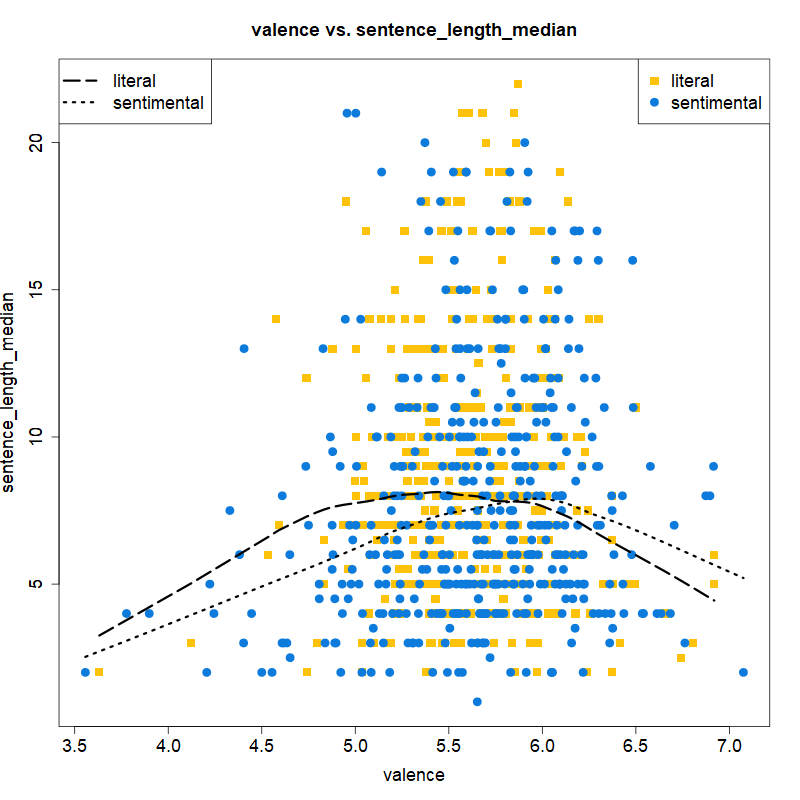 valence vs. sentence_length_median
literal
sentimental
literal
sentimental
sentence_length_median
20
15
10
5
3.5 4.0 4.5 5.0 5.5 6.0 6.5 7.0
valence